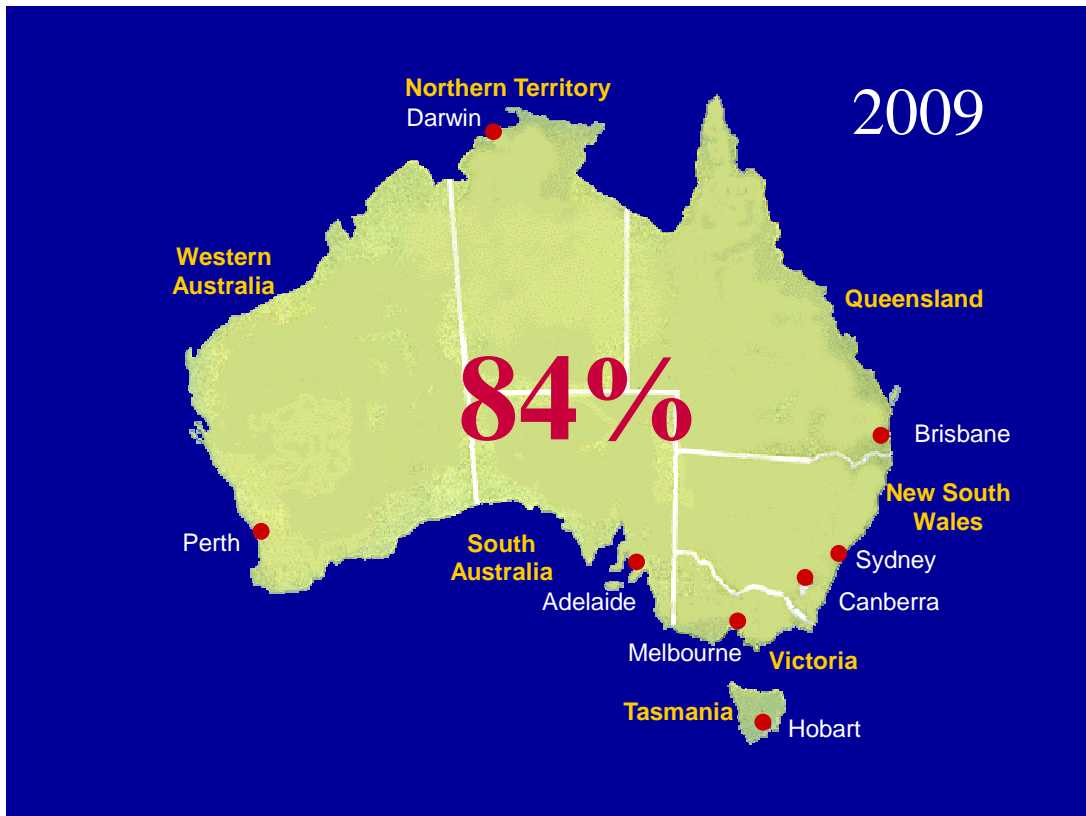 Northern Territory
Darwin
2009
Western
Australia
Queensland
84%
Brisbane
New South
Wales
Perth
South
Australia
Sydney
Adelaide
Canberra
Melbourne
Victoria
Tasmania
Hobart